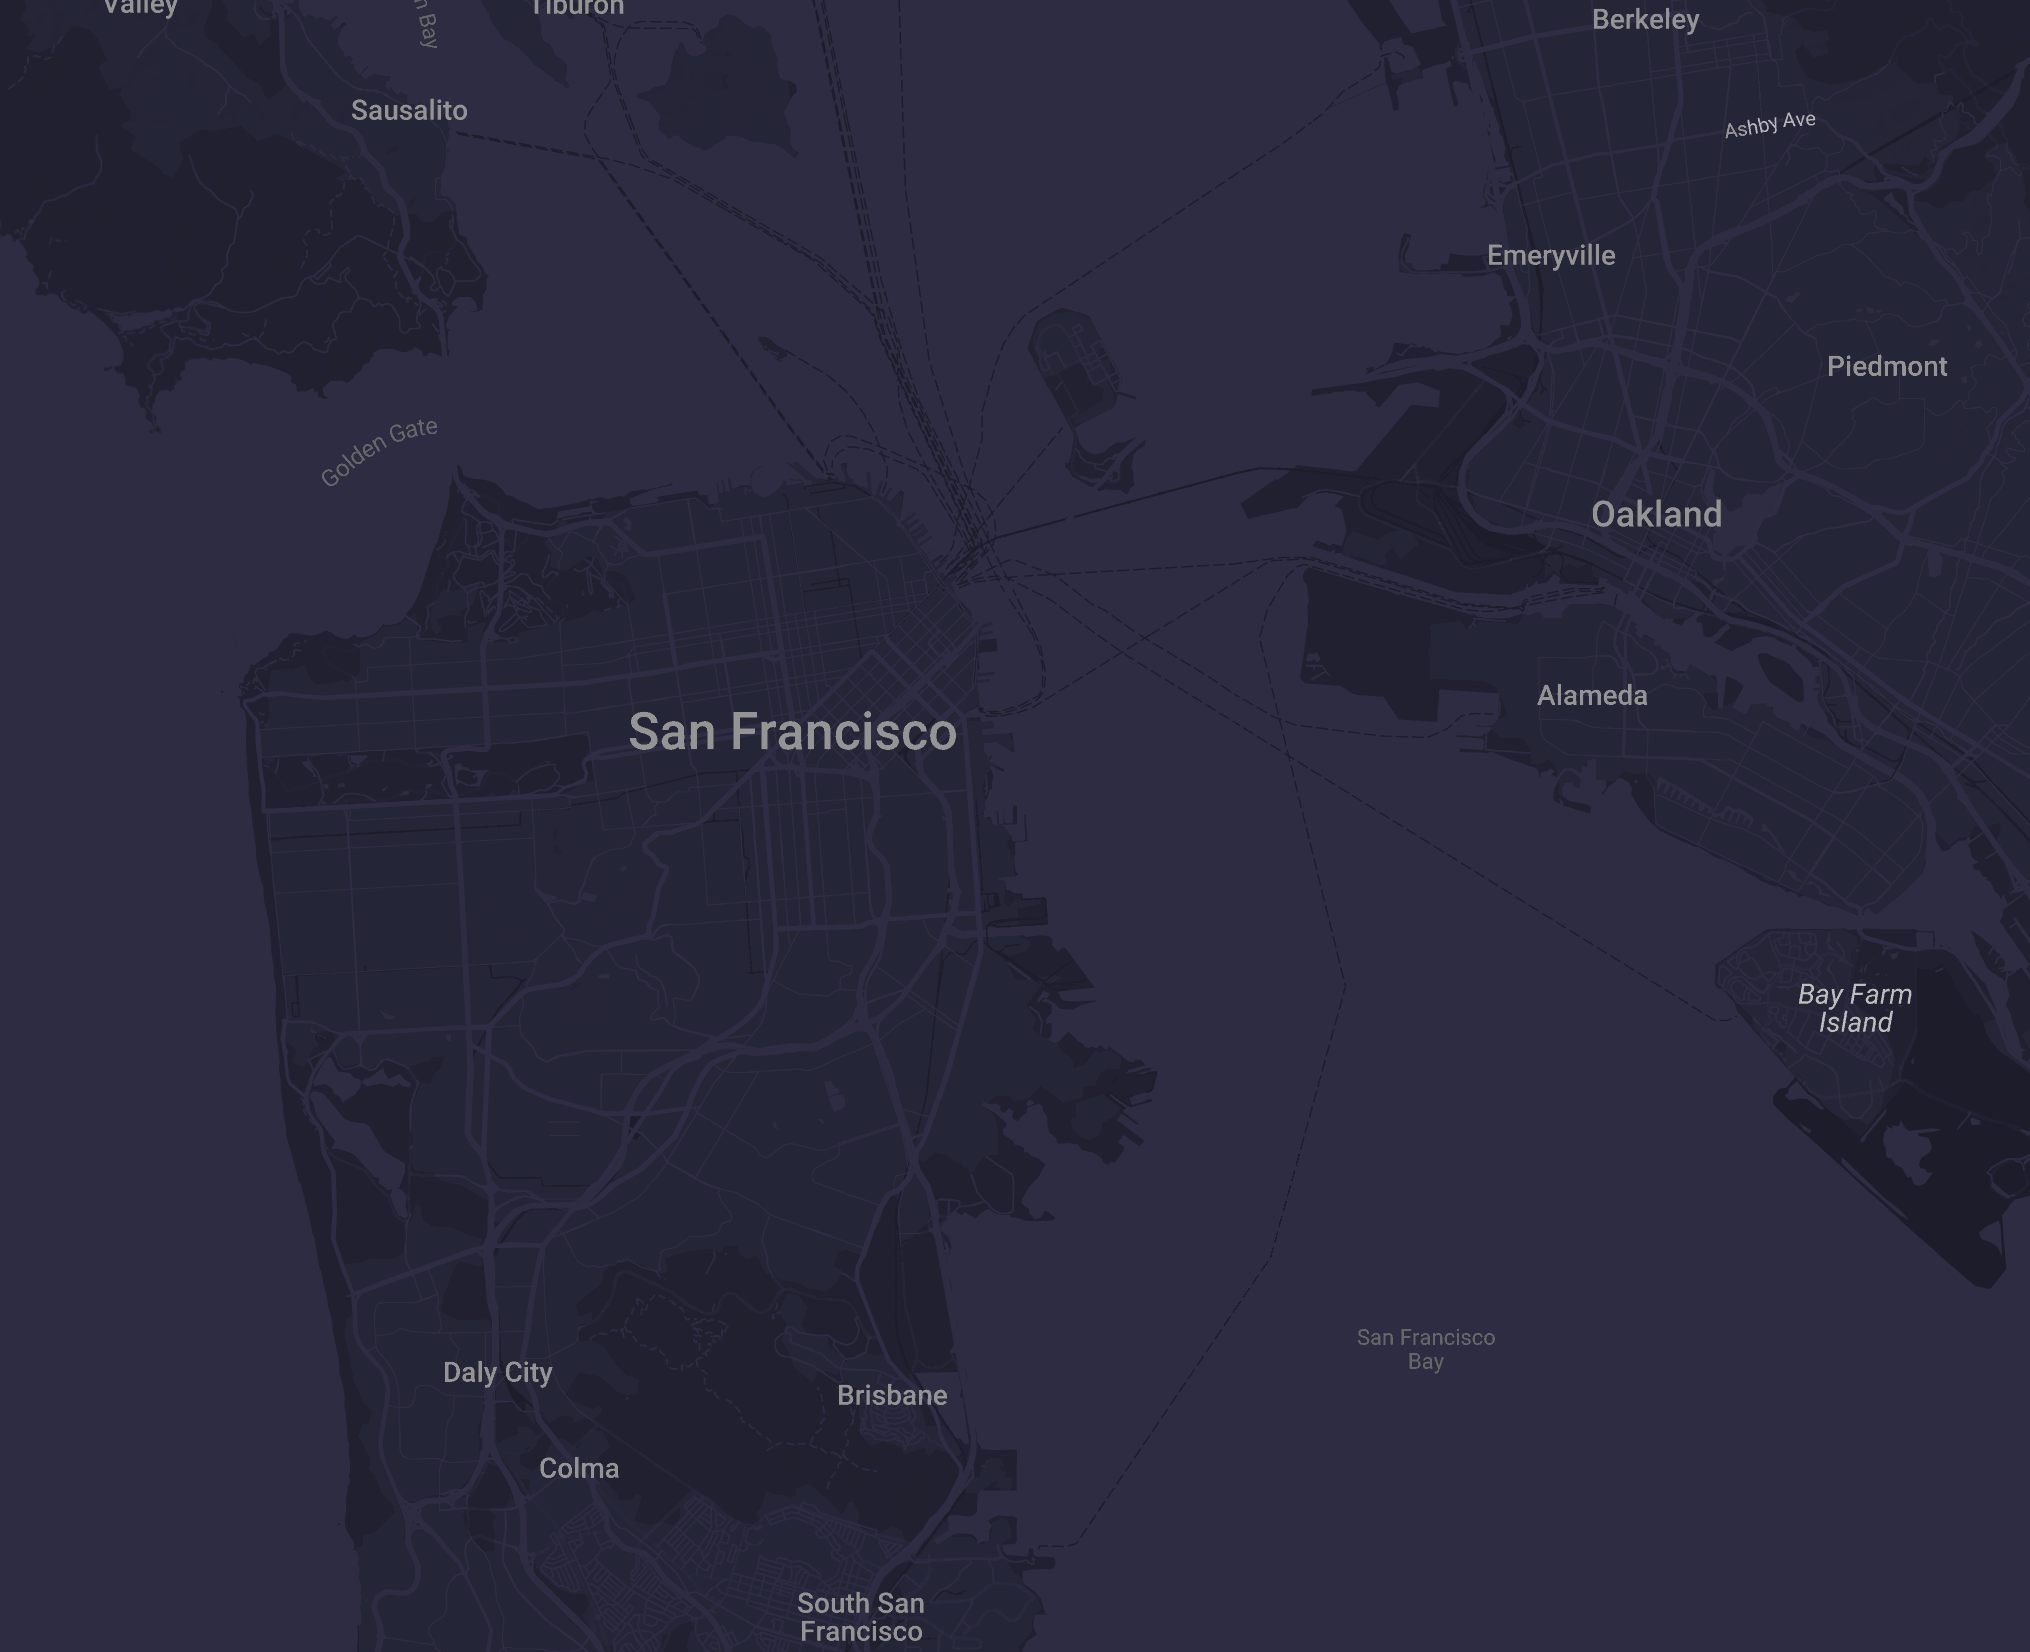 Valley
Tiburon
Berkeley
Sausalito
Ashby Ave
Emeryville
Piedmont
Golden Gate
Oakland
Alameda
San Francisco
Bay Farm
Island
San Francisco
Bay
Daly City
Brisbane
Colma
South San
Francisco